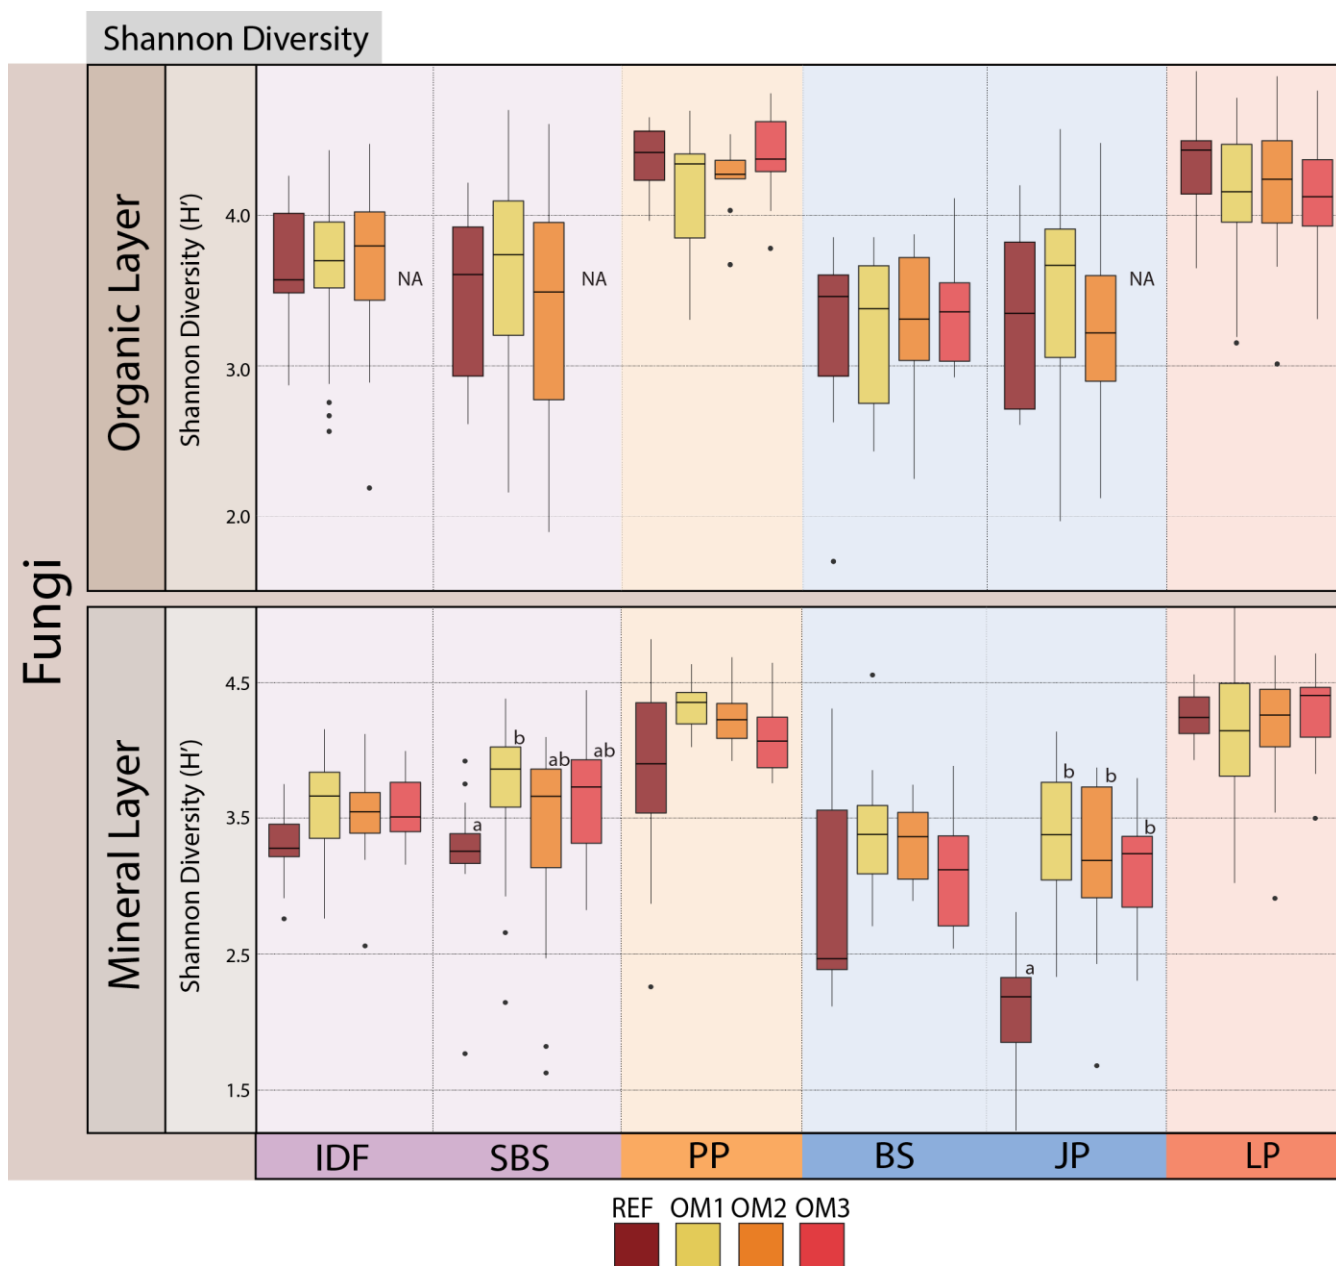 Shannon Diversity
Fungi
Organic Layer
Shannon Diversity (H')
4.0
3.0
2.0
NA
NA
NA
Mineral Layer
Shannon Diversity (H')
4.5
3.5
2.5
1.5
a
b
ab
ab
a
b
b
b
IDF SBS PP BS JP LP
REF OM1 OM2 OM3